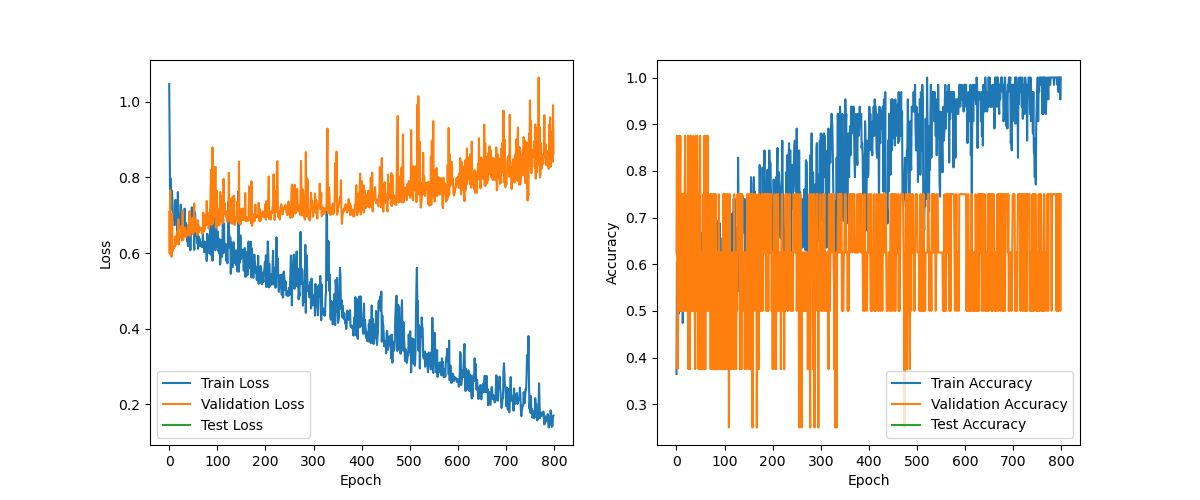 1.0
0.8
0.6
0.4
0.2
Loss
0 100 200 300 400 500 600 700 800
Epoch
Train Loss
Validation Loss
Test Loss
1.0
0.9
0.8
0.7
0.6
0.5
0.4
0.3
Accuracy
0 100 200 300 400 500 600 700 800
Epoch
Train Accuracy
Validation Accuracy
Test Accuracy